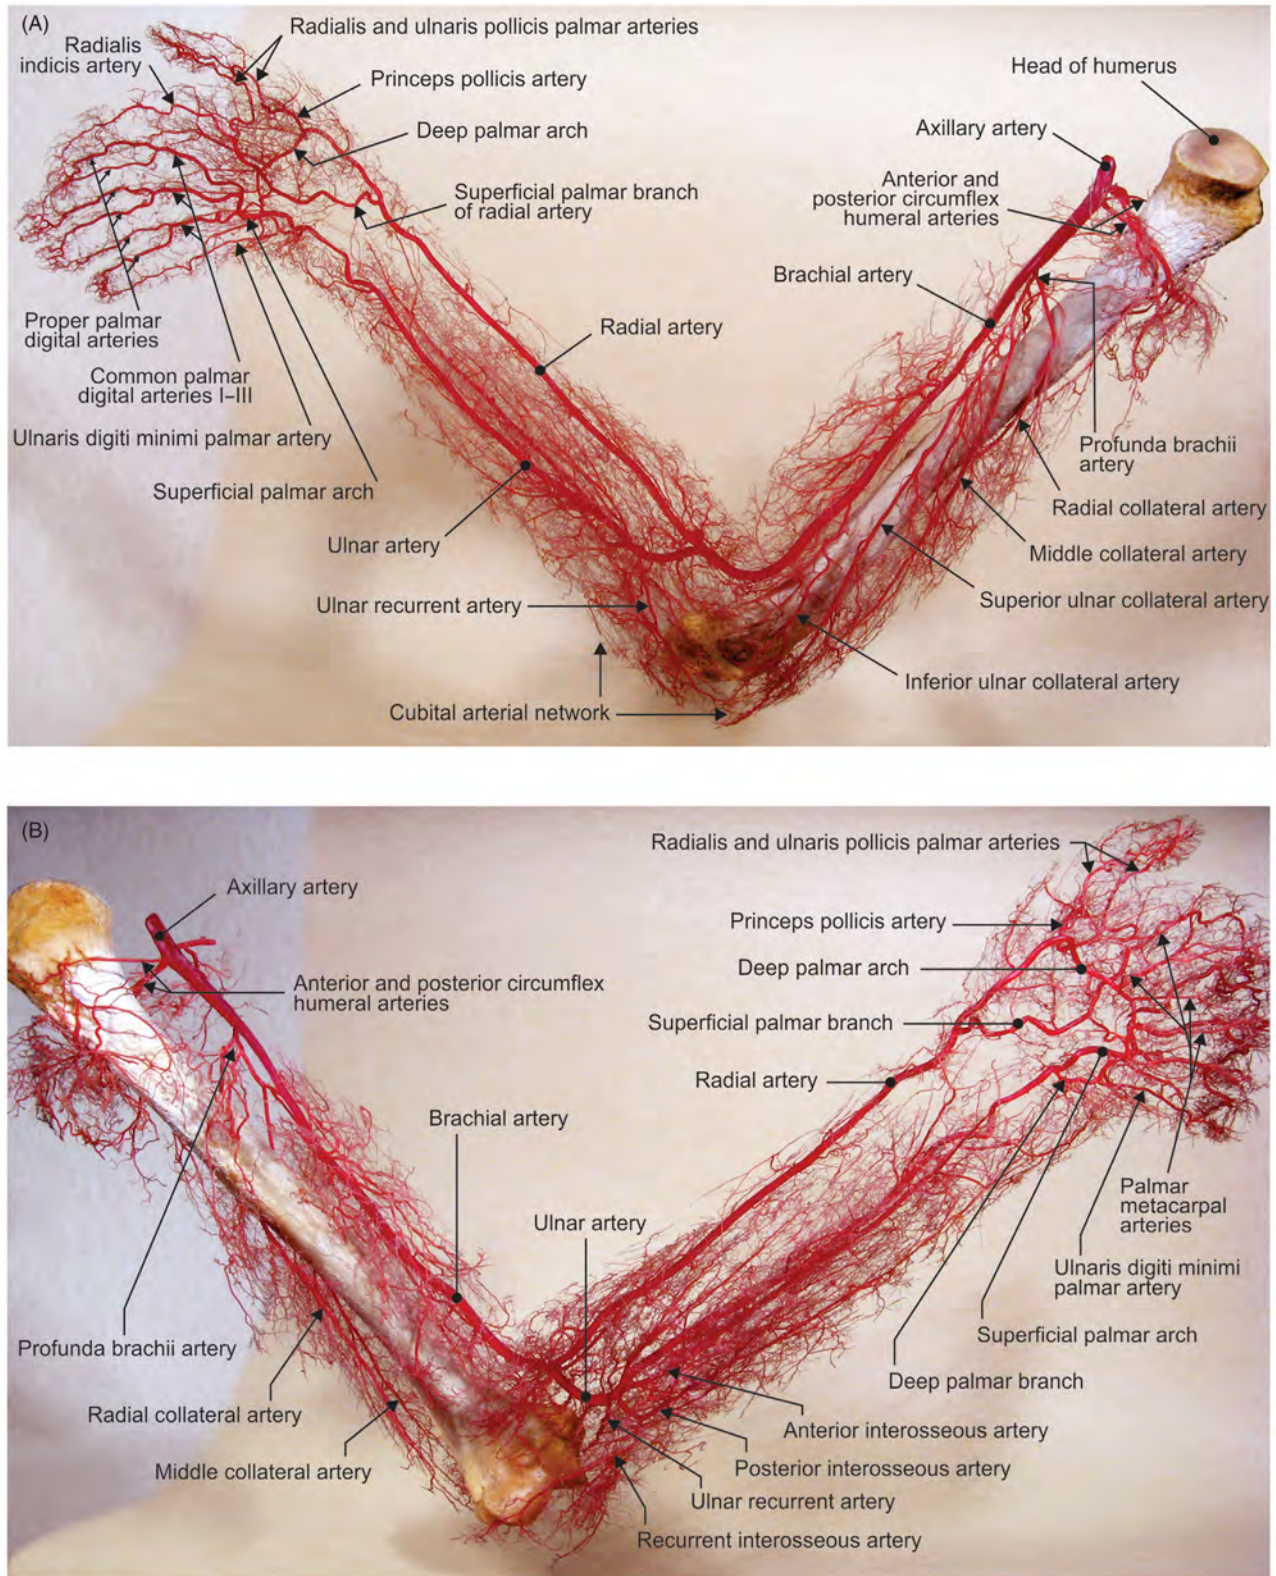 (A)
Radialis and ulnaris pollicis palmar arteries
Radialis
indicis artery
Princeps pollicis artery
Head of humerus
Deep palmar arch
Axillary artery
Superficial palmar branch
of radial artery
Anterior and
posterior circumflex
humeral arteries
Brachial artery
Proper palmar
digital arteries
Radial artery
Common palmar
digital arteries I–III
Ulnaris digiti minimi palmar artery
Profunda brachii
artery
Superficial palmar arch
Radial collateral artery
Ulnar artery
Middle collateral artery
Ulnar recurrent artery
Superior ulnar collateral artery
Inferior ulnar collateral artery
Cubital arterial network
(B)
Radialis and ulnaris pollicis palmar arteries
Axillary artery
Princeps pollicis artery
Deep palmar arch
Anterior and posterior circumflex
humeral arteries
Superficial palmar branch
Radial artery
Brachial artery
Palmar
metacarpal
arteries
Ulnar artery
Ulnaris digiti minimi
palmar artery
Superficial palmar arch
Profunda brachii artery
Deep palmar branch
Radial collateral artery
Anterior interosseous artery
Middle collateral artery
Posterior interosseous artery
Ulnar recurrent artery
Recurrent interosseous artery